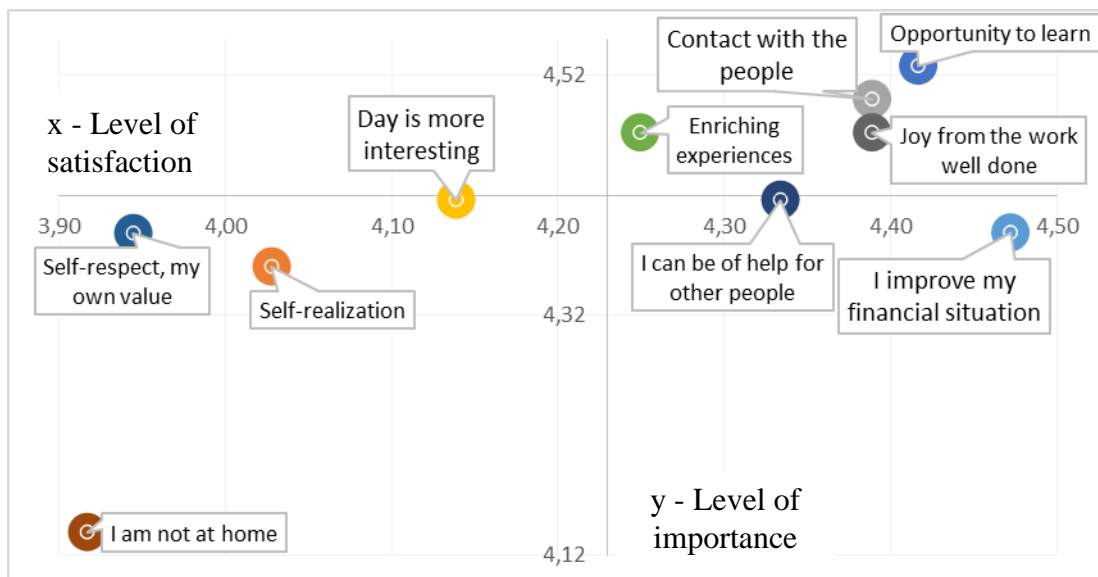 Opportunity to learn
Contact with the
people
4,52
x - Level of
satisfaction
Day is more
interesting
Enriching
experiences
Joy from the work
well done
3,90
4,00
4,10
4,20
4,30
4,40
4,50
Self-respect, my
own value
Self-realization
I can be of help for
other people
I improve my
financial situation
4,32
I am not at home
y - Level of
importance
4,12